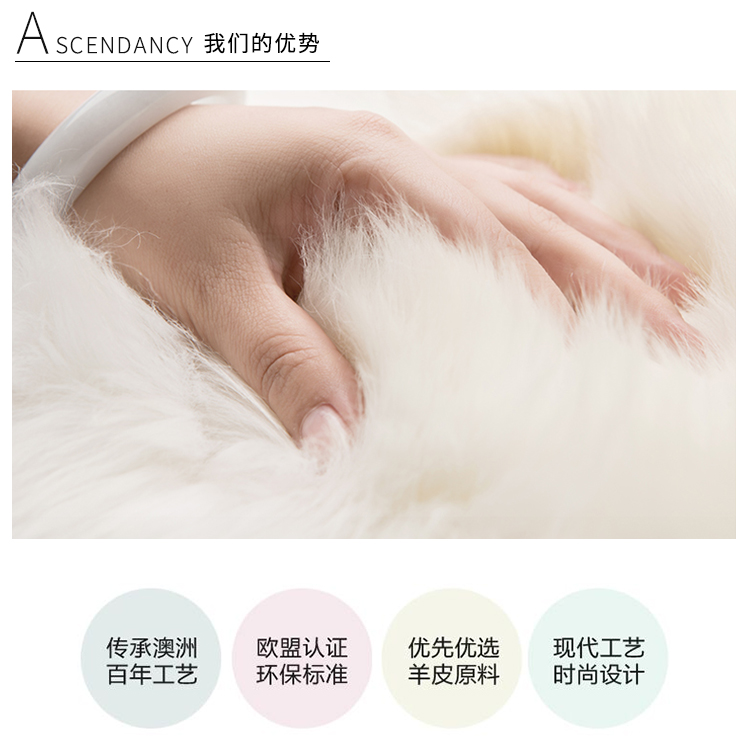 ASCENDANCY 我们的优势
传承澳洲
百年工艺
欧盟认证
环保标准
优先优选
羊皮原料
现代工艺
时尚设计